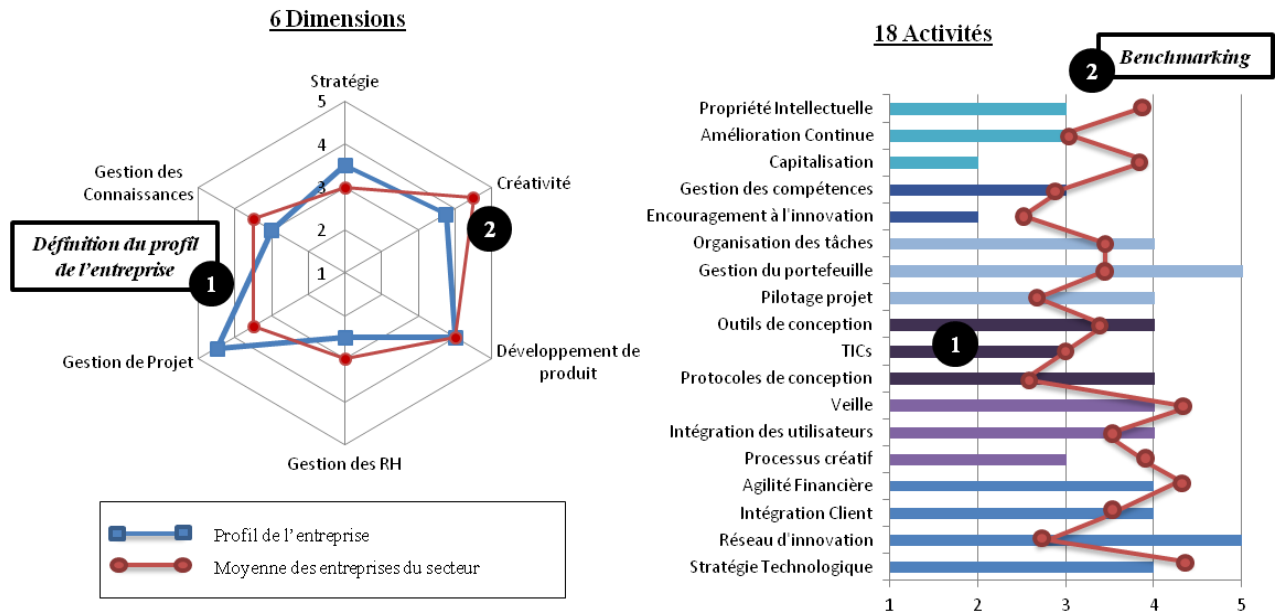 6 Dimensions
Stratégie
5
4
3
2
1
Créativité
2
Développement de
produit
Gestion des RH
Gestion de Projet
Gestion des
Connaissances
Définition du profil
de l'entreprise
1
Profil de l'entreprise
Moyenne des entreprises du secteur
18 Activités
2
Benchmarking
Propriété Intellectuelle
Amélioration Continue
Capitalisation
Gestion des compétences
Encouragement à l'innovation
Organisation des tâches
Gestion du portefeuille
Pilotage projet
Outils de conception
TICs
1
Protocoles de conception
Veille
Intégration des utilisateurs
Processus créatif
Agilité Financière
Intégration Client
Réseau d'innovation
Stratégie Technologique
1 2 3 4 5